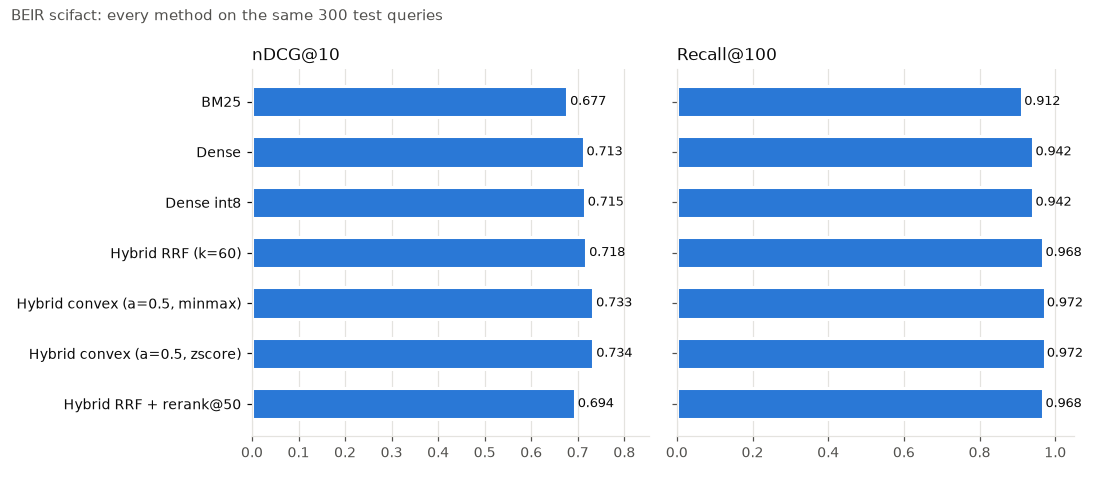 BEIR scifact: every method on the same 300 test queries
nDCG@10
Recall@100
BM25 0.677 0.912
Dense 0.713 0.942
Dense int8 0.715 0.942
Hybrid RRF (k=60) 0.718 0.968
Hybrid convex (a=0.5, minmax) 0.733 0.972
Hybrid convex (a=0.5, zscore) 0.734 0.972
Hybrid RRF + rerank@50 0.694 0.968
0.0 0.1 0.2 0.3 0.4 0.5 0.6 0.7 0.8
0.0 0.2 0.4 0.6 0.8 1.0